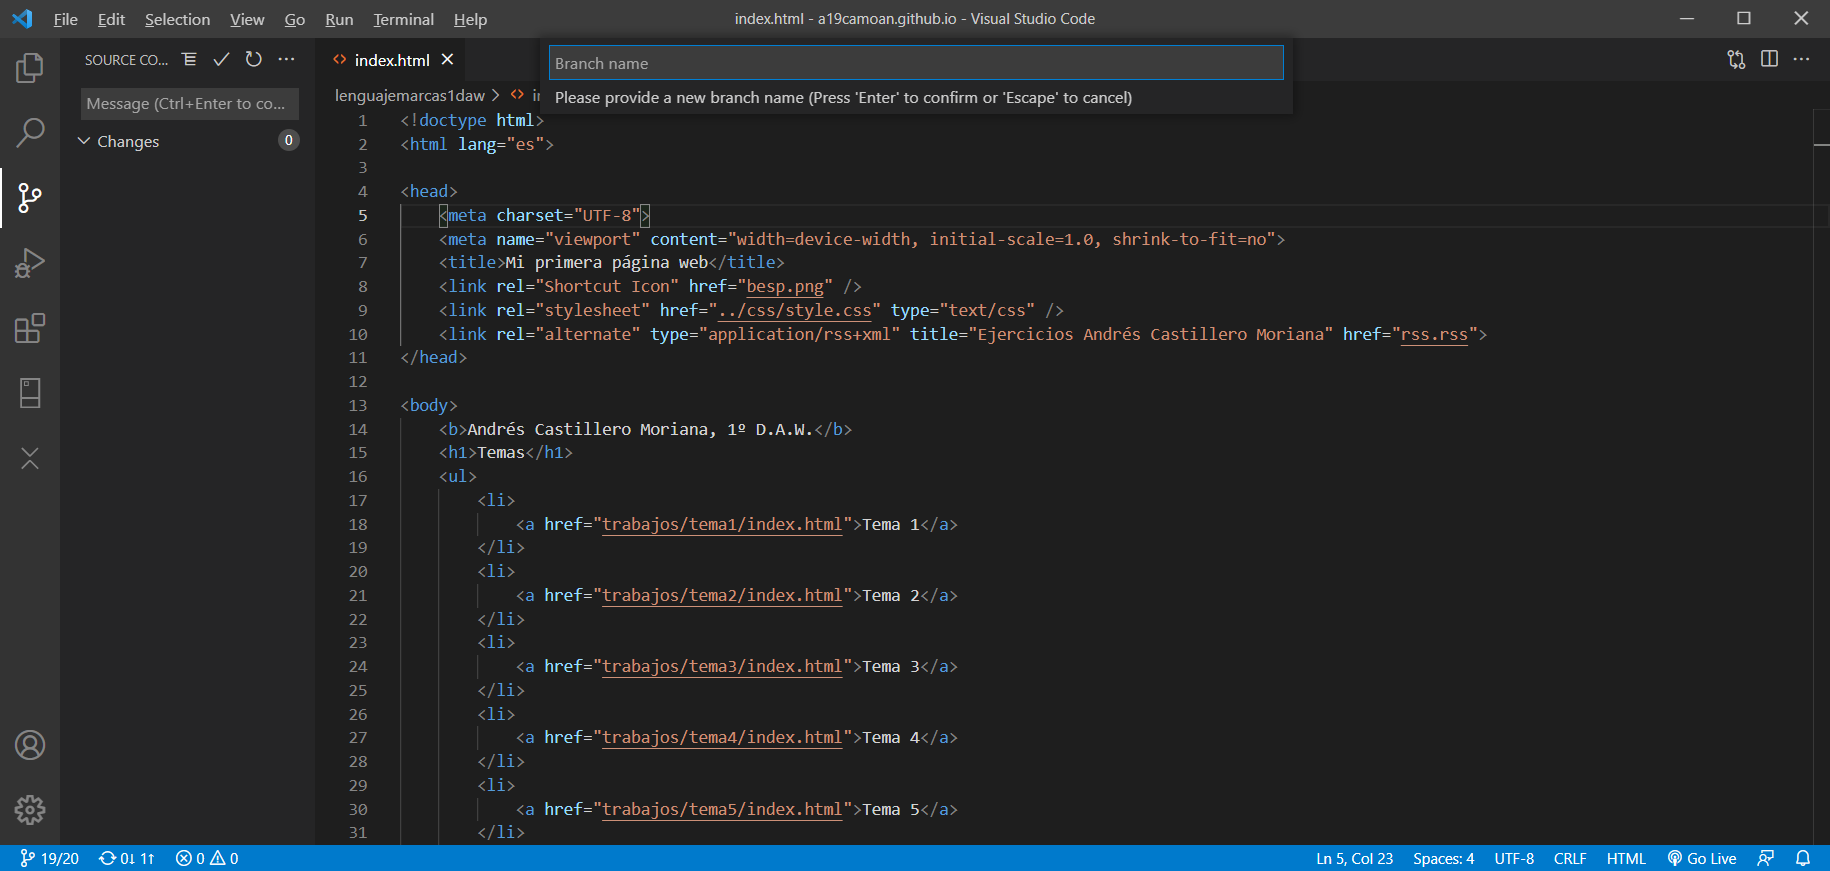 File Edit Selection View Go Run Terminal Help
index.html - a19camoan.github.io - Visual Studio Code
SOURCE CO...
index.html
Branch name
Message (Ctrl+Enter to co...
lenguajemarcas1daw > <> i
Please provide a new branch name (Press 'Enter' to confirm or 'Escape' to cancel)
Changes 0
1 <!doctype html>
2 <html lang="es">
3
4 <head>
5 <meta charset="UTF-8">
6 <meta name="viewport" content="width=device-width, initial-scale=1.0, shrink-to-fit=no">
7 <title>Mi primera página web</title>
8 <link rel="Shortcut Icon" href="besp.png" />
9 <link rel="stylesheet" href="../css/style.css" type="text/css" />
10 <link rel="alternate" type="application/rss+xml" title="Ejercicios Andrés Castillero Moriana" href="rss.rss">
11 </head>
12
13 <body>
14 <b>Andrés Castillero Moriana, 1º D.A.W.</b>
15 <h1>Temas</h1>
16 <ul>
17 <li>
18 <a href="trabajos/tema1/index.html">Tema 1</a>
19 </li>
20 <li>
21 <a href="trabajos/tema2/index.html">Tema 2</a>
22 </li>
23 <li>
24 <a href="trabajos/tema3/index.html">Tema 3</a>
25 </li>
26 <li>
27 <a href="trabajos/tema4/index.html">Tema 4</a>
28 </li>
29 <li>
30 <a href="trabajos/tema5/index.html">Tema 5</a>
31 </li>
19/20 0↓ 1↑ 0 0 Ln 5, Col 23 Spaces: 4 UTF-8 CRLF HTML Go Live